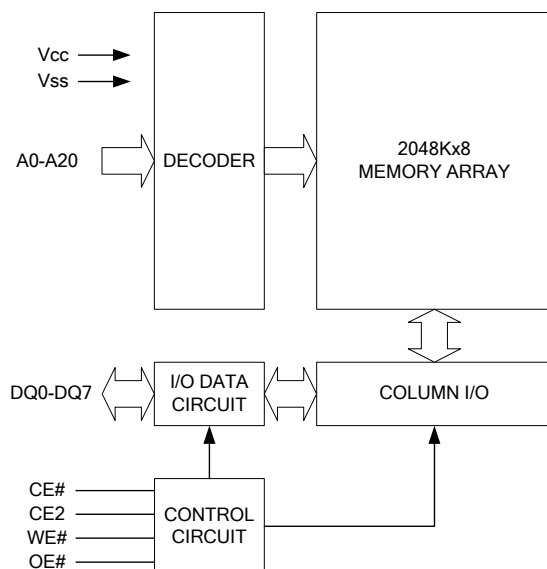 Vcc
Vss
A0-A20
DECODER
2048Kx8
MEMORY ARRAY
DQ0-DQ7
I/O DATA
CIRCUIT
COLUMN I/O
CE#
CE2
WE#
OE#
CONTROL
CIRCUIT